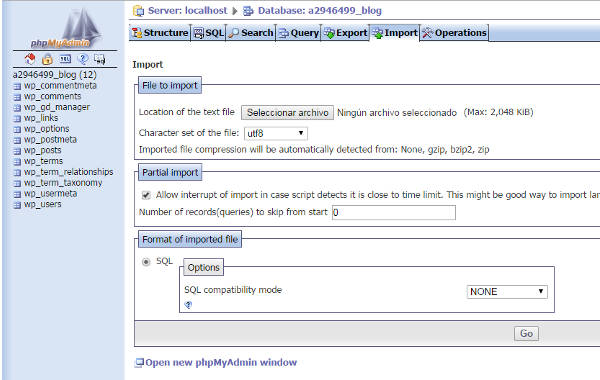 Server: localhost Database: a2946499_blog
Structure SQL Search Query Export Import Operations
phpMyAdmin
SQL
a2946499_blog (12)
wp_commentmeta
wp_comments
wp_gd_manager
wp_links
wp_options
wp_postmeta
wp_posts
wp_terms
wp_term_relationships
wp_term_taxonomy
wp_usermeta
wp_users
Import
File to import
Location of the text file Seleccionar archivo Ningún archivo seleccionado (Max: 2,048 KiB)
Character set of the file: utf8
Imported file compression will be automatically detected from: None, gzip, bzip2, zip
Partial import
Allow interrupt of import in case script detects it is close to time limit. This might be good way to import lar
Number of records(queries) to skip from start 0
Format of imported file
SQL
Options
SQL compatibility mode NONE
Go
Open new phpMyAdmin window